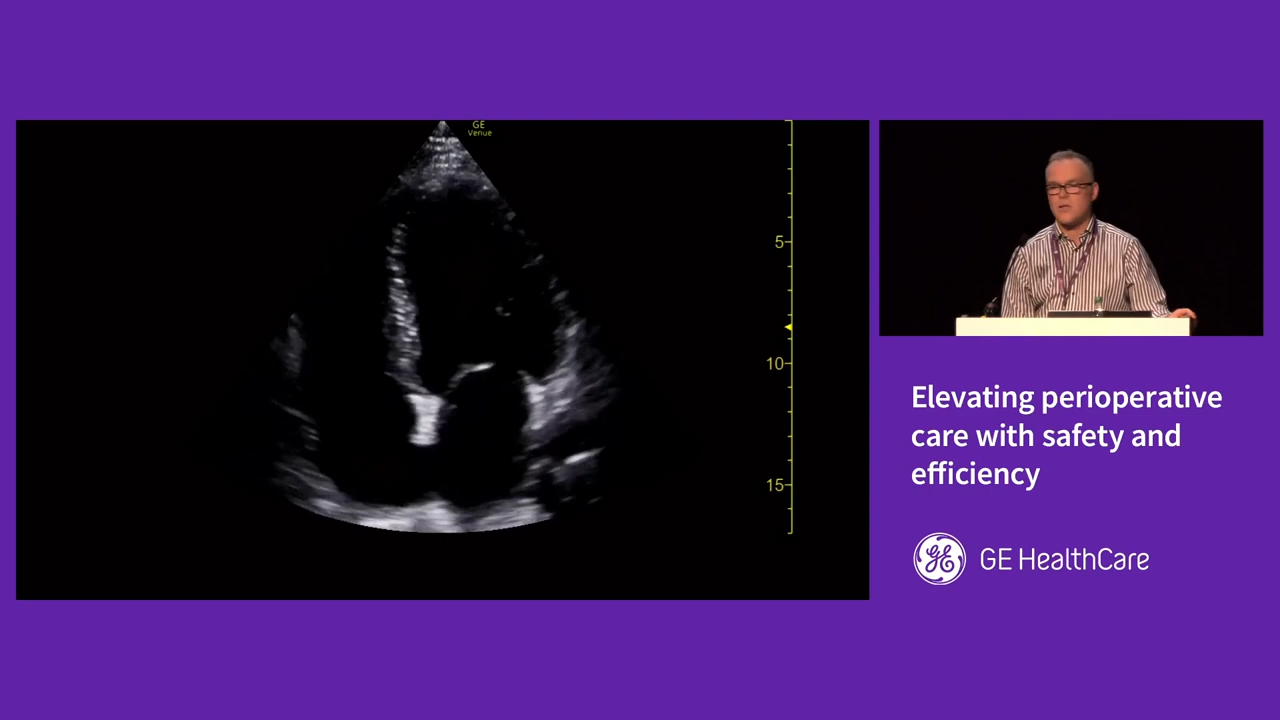 GE
Venue
5
10
15
Elevating perioperative
care with safety and
efficiency
GE HealthCare